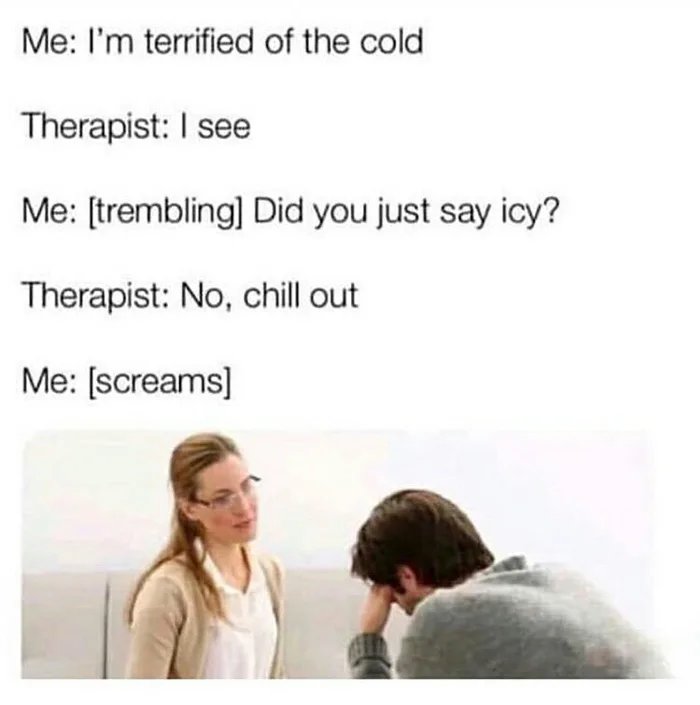 Me: I'm terrified of the cold
Therapist: I see
Me: [trembling] Did you just say icy?
Therapist: No, chill out
Me: [screams]